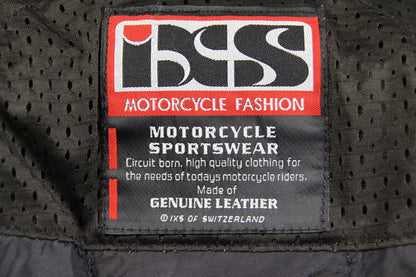 iXS
MOTORCYCLE FASHION
MOTORCYCLE
SPORTSWEAR
Circuit born, high quality clothing for
the needs of todays motorcycle riders.
Made of
GENUINE LEATHER
© IXS OF SWITZERLAND